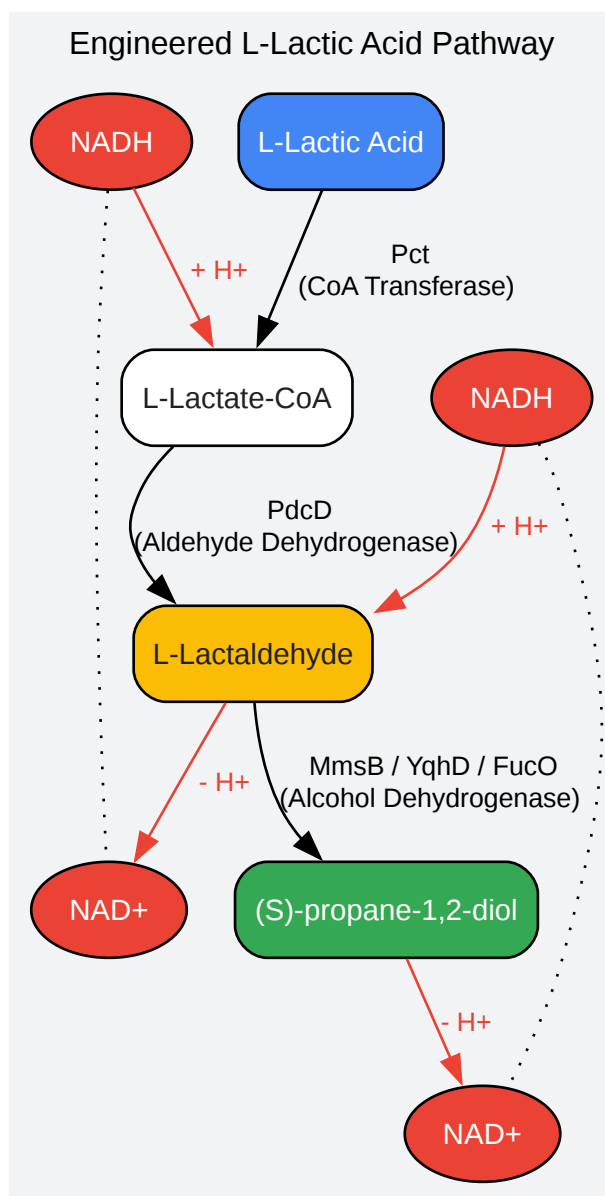 Engineered L-Lactic Acid Pathway
NADH
L-Lactic Acid
+ H+
Pct
(CoA Transferase)
L-Lactate-CoA
NADH
PdcD
(Aldehyde Dehydrogenase)
+ H+
L-Lactaldehyde
- H+
MmsB / YqhD / FucO
(Alcohol Dehydrogenase)
NAD+
(S)-propane-1,2-diol
- H+
NAD+